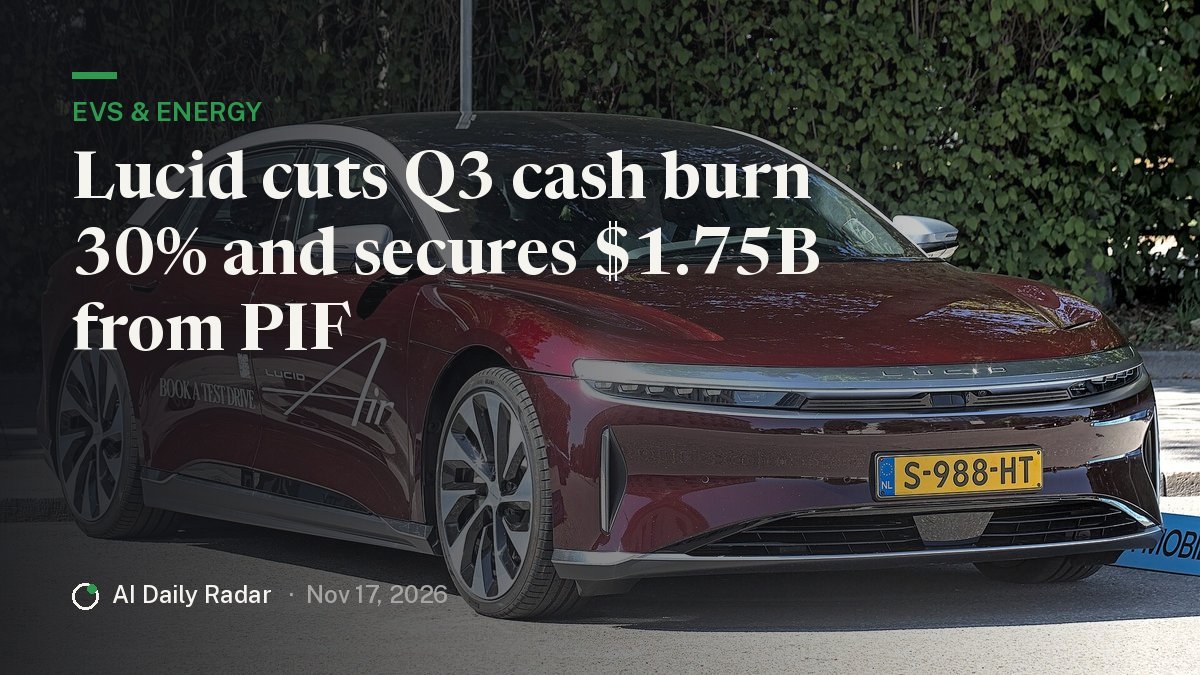 EVS & ENERGY
Lucid cuts Q3 cash burn
30% and secures $1.75B
from PIF
BOOK A TEST DRIVE
LUCID
Air
LUCID
NL
S-988-HT
AI Daily Radar · Nov 17, 2026